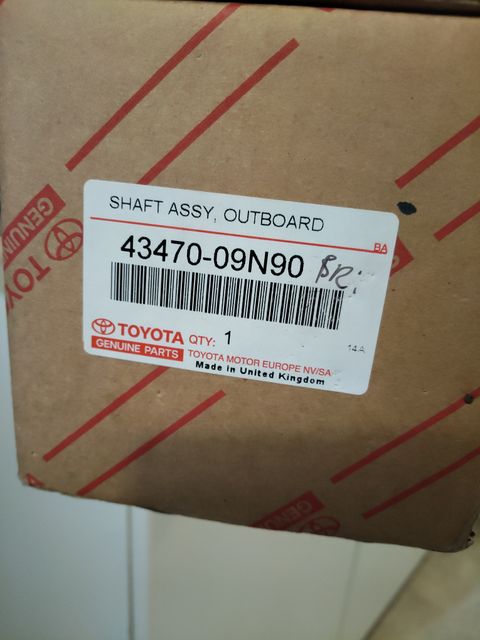 SHAFT ASSY, OUTBOARD
BA
43470-09N90
TOYOTA QTY: 1
14A
GENUINE PARTS TOYOTA MOTOR EUROPE NV/SA
Made in United Kingdom
GENUINE